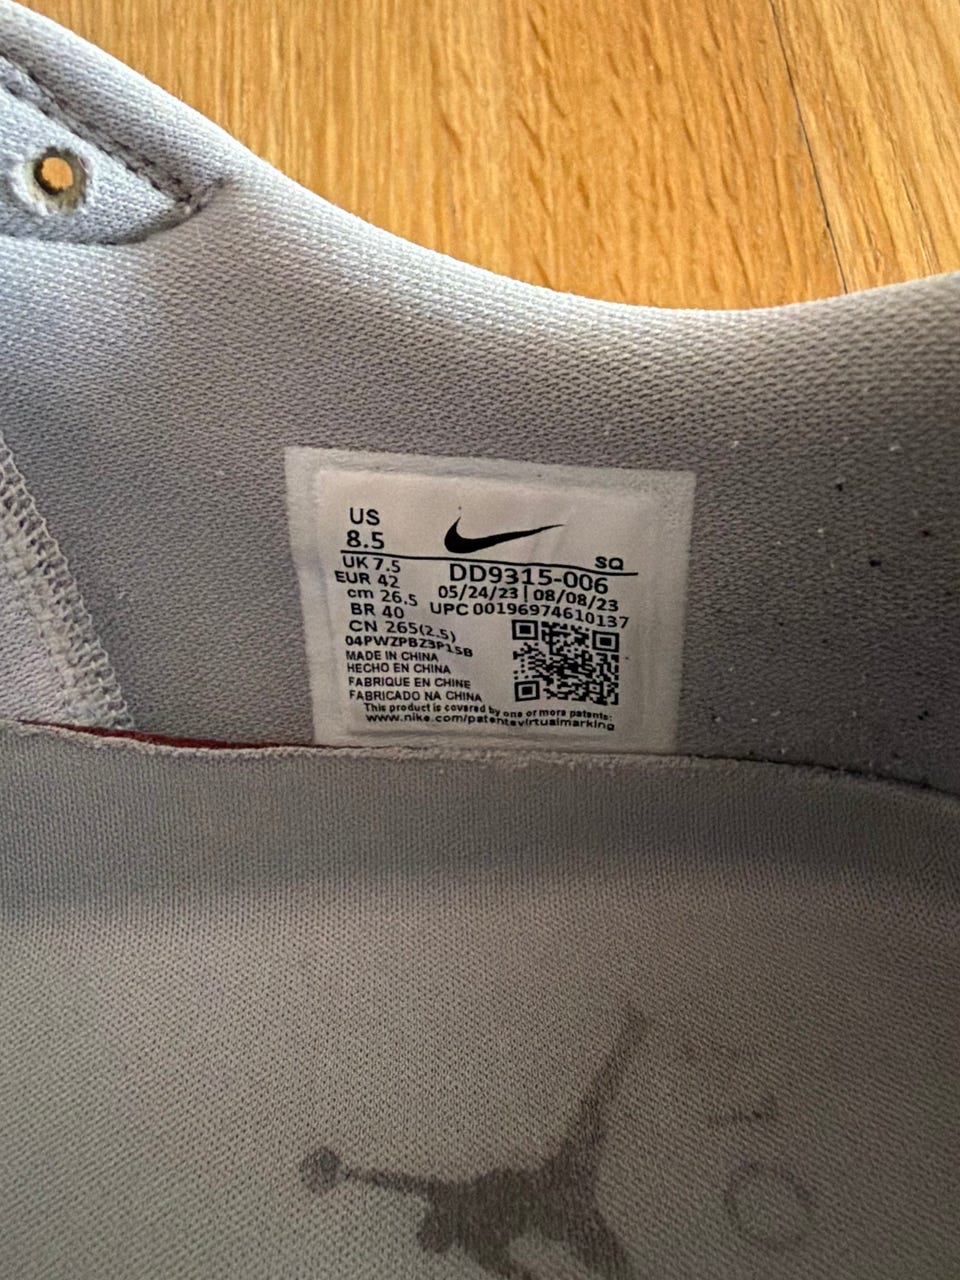 US
8.5
SQ
UK 7.5
DD9315-006
EUR 42
05/24/23 | 08/08/23
cm 26.5
UPC 00196974610137
BR 40
CN 265(2.5)
04PWZPBZ3P15B
MADE IN CHINA
HECHO EN CHINA
FABRIQUE EN CHINE
FABRICADO NA CHINA
This product is covered by one or more patents:
www.nike.com/patentsvirtualmarking